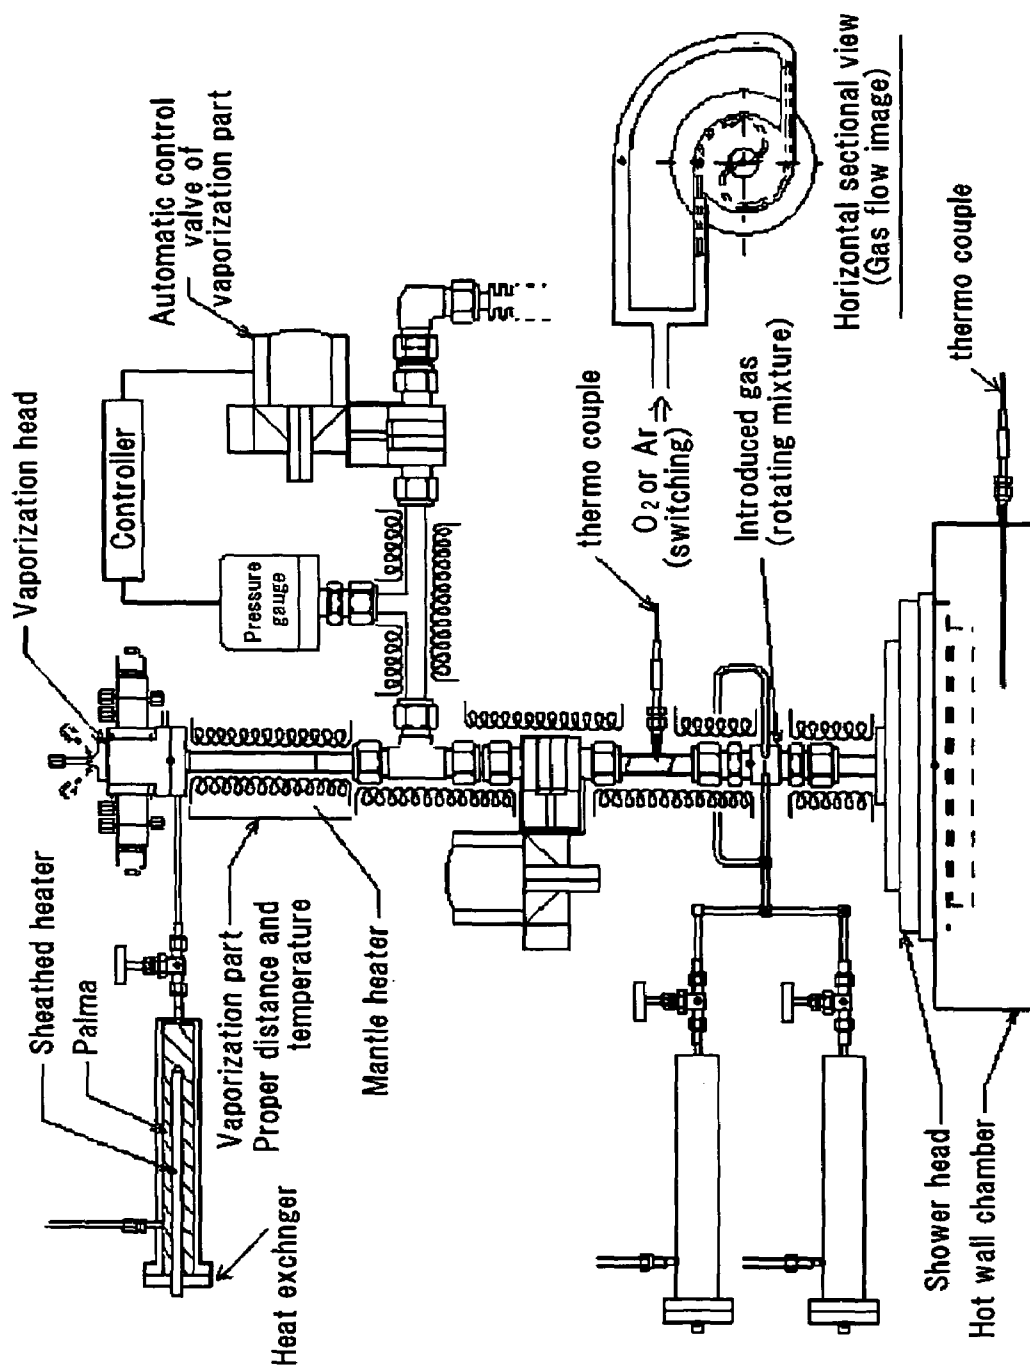 Sheathed heater
Palma
Heat exchnger
Vaporization part
Proper distance and
temperature
Mantle heater
Vaporization head
Controller
Pressure
gauge
Automatic control
valve of
vaporization part
thermo couple
O2 or Ar
(switching)
Introduced gas
(rotating mixture)
Horizontal sectional view
(Gas flow image)
thermo couple
Shower head
Hot wall chamber